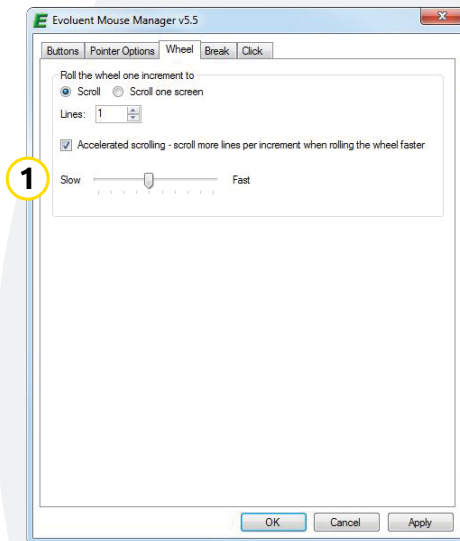 Evoluent Mouse Manager v5.5
Buttons Pointer Options Wheel Break Click
Roll the wheel one increment to
Scroll Scroll one screen
Lines: 1
Accelerated scrolling - scroll more lines per increment when rolling the wheel faster
1
Slow Fast
OK Cancel Apply